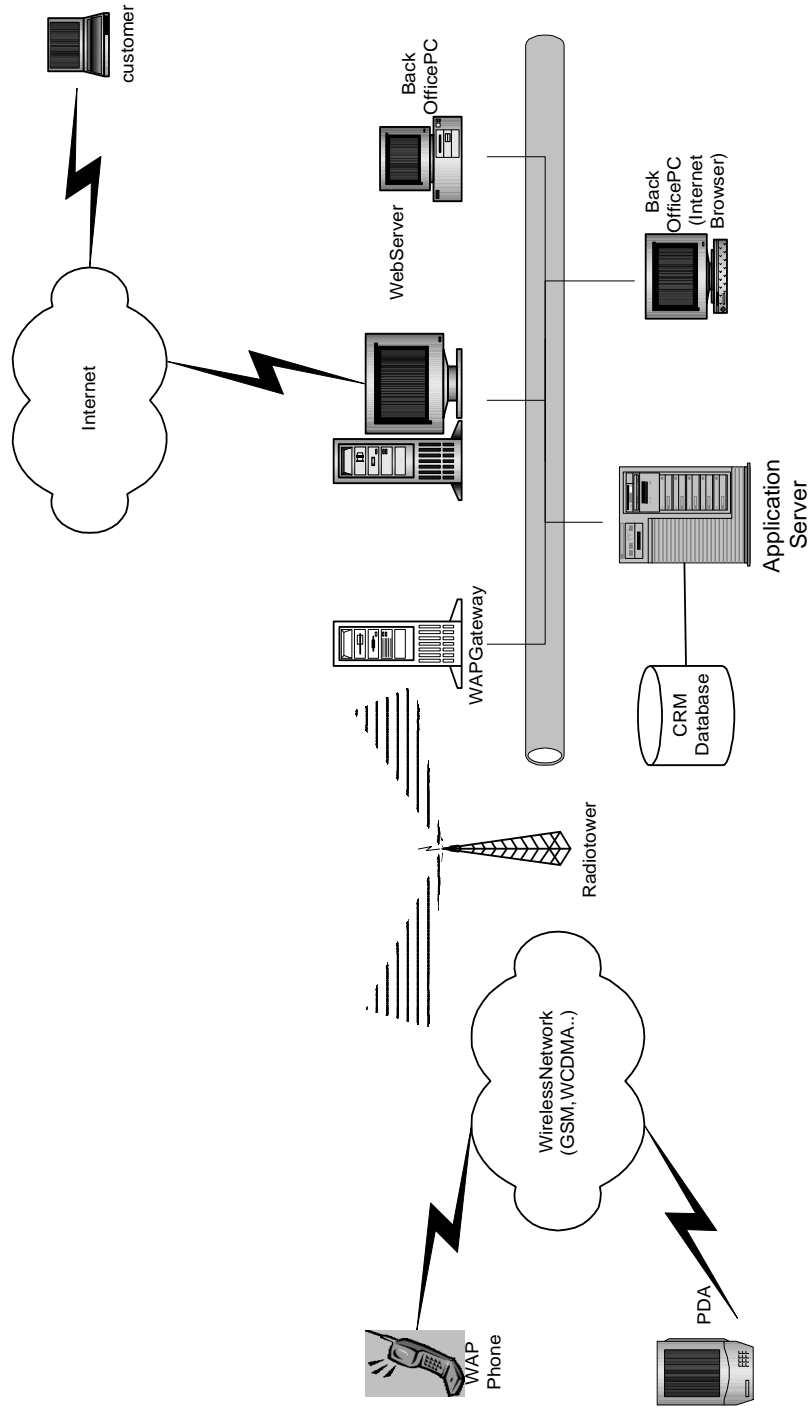 Internet
customer
WebServer
Back
OfficePC
WAP
Phone
WAPGateway
WirelessNetwork
(GSM,WCDMA..)
Radiotower
Back
OfficePC
(Internet
Browser)
CRM
Database
PDA
Application
Server